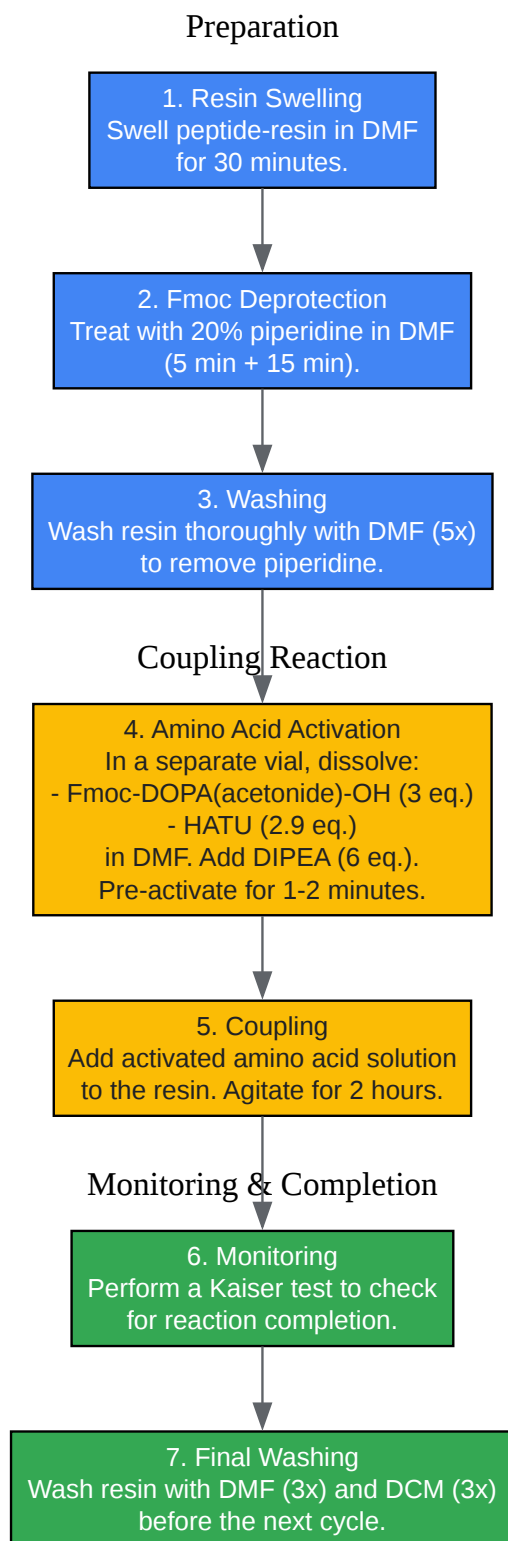 Preparation
1. Resin Swelling
Swell peptide-resin in DMF
for 30 minutes.
2. Fmoc Deprotection
Treat with 20% piperidine in DMF
(5 min + 15 min).
3. Washing
Wash resin thoroughly with DMF (5x)
to remove piperidine.
Coupling Reaction
4. Amino Acid Activation
In a separate vial, dissolve:
- Fmoc-DOPA(acetonide)-OH (3 eq.)
- HATU (2.9 eq.)
in DMF. Add DIPEA (6 eq.).
Pre-activate for 1-2 minutes.
5. Coupling
Add activated amino acid solution
to the resin. Agitate for 2 hours.
Monitoring & Completion
6. Monitoring
Perform a Kaiser test to check
for reaction completion.
7. Final Washing
Wash resin with DMF (3x) and DCM (3x)
before the next cycle.